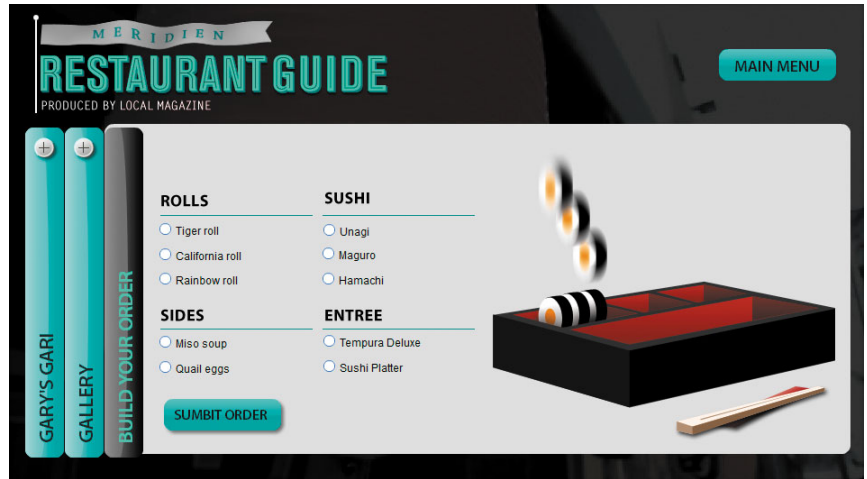 MERIDIEN
RESTAURANT GUIDE
PRODUCED BY LOCAL MAGAZINE
MAIN MENU
GARY'S GARI
GALLERY
BUILD YOUR ORDER
ROLLS
Tiger roll
California roll
Rainbow roll
SUSHI
Unagi
Maguro
Hamachi
SIDES
Miso soup
Quail eggs
ENTREE
Tempura Deluxe
Sushi Platter
SUMBIT ORDER